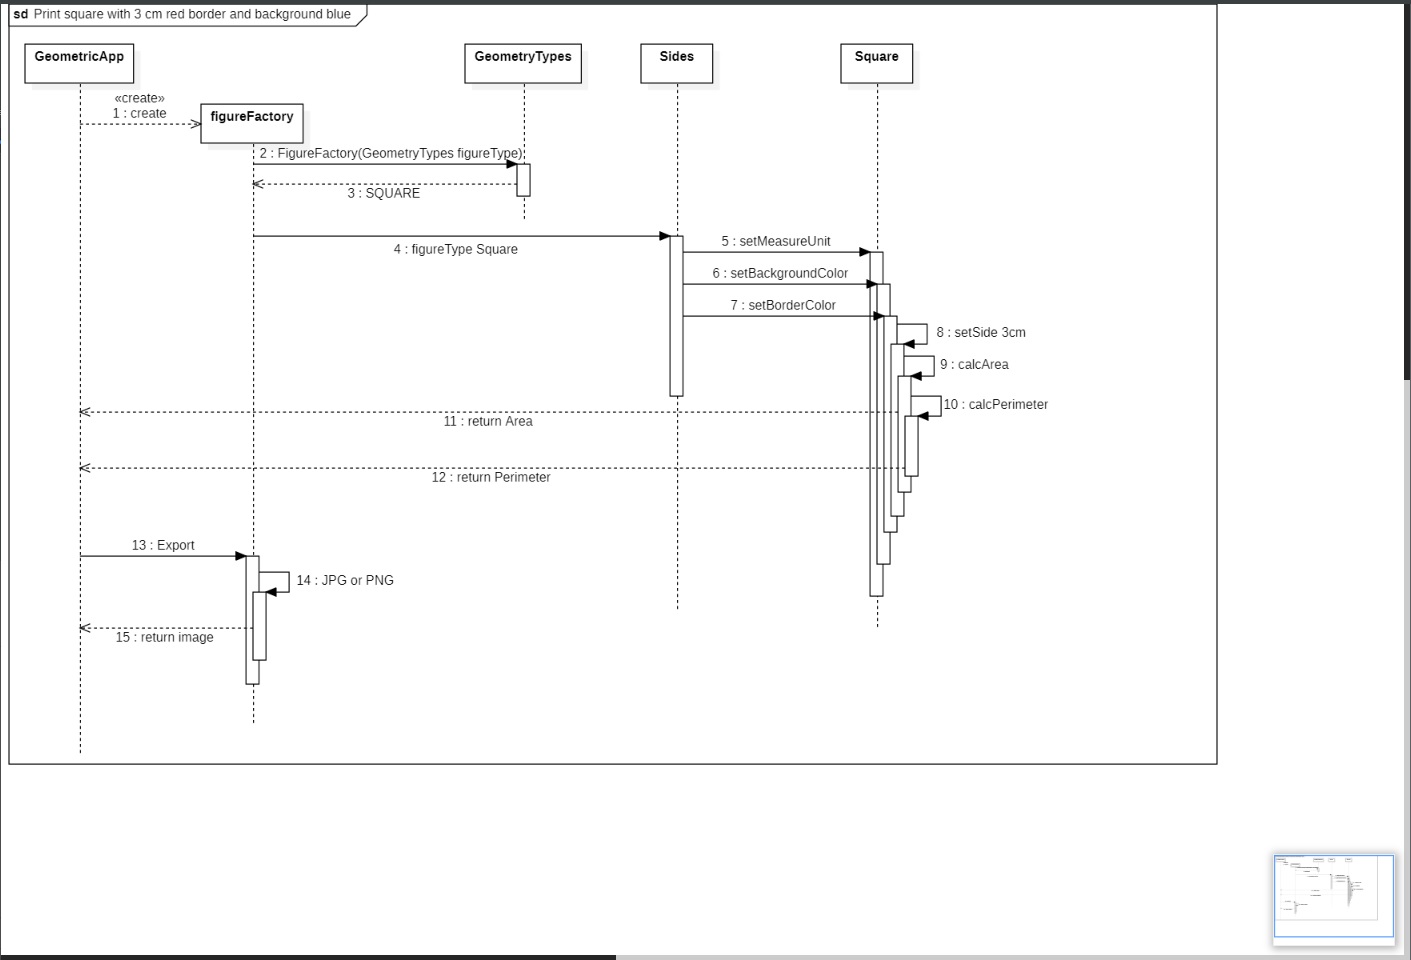 sd Print square with 3 cm red border and background blue
GeometricApp
GeometryTypes
Sides
Square
«create»
1 : create
figureFactory
2 : FigureFactory(GeometryTypes figureType)
3 : SQUARE
4 : figureType Square
5 : setMeasureUnit
6 : setBackgroundColor
7 : setBorderColor
8 : setSide 3cm
9 : calcArea
10 : calcPerimeter
11 : return Area
12 : return Perimeter
13 : Export
14 : JPG or PNG
15 : return image